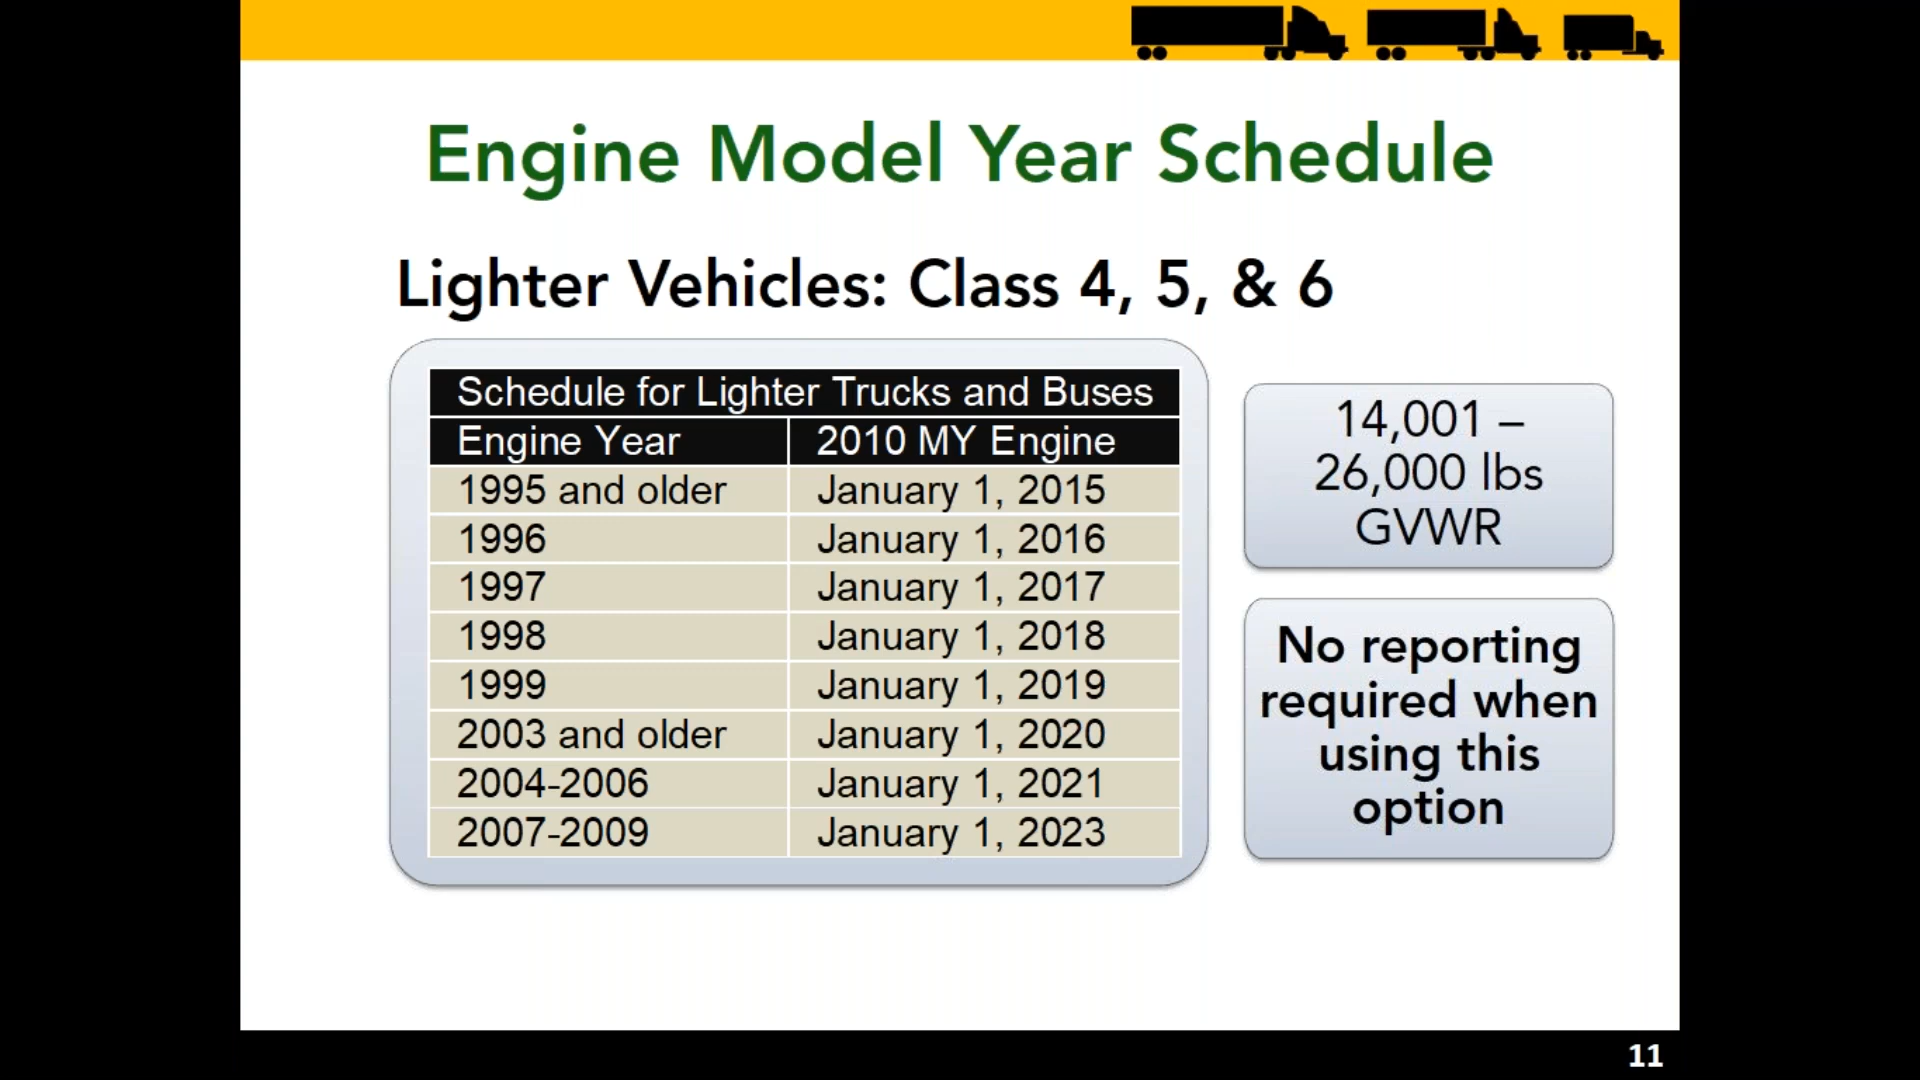 Engine Model Year Schedule
Lighter Vehicles: Class 4, 5, & 6
Schedule for Lighter Trucks and Buses
Engine Year 2010 MY Engine
1995 and older January 1, 2015
1996 January 1, 2016
1997 January 1, 2017
1998 January 1, 2018
1999 January 1, 2019
2003 and older January 1, 2020
2004-2006 January 1, 2021
2007-2009 January 1, 2023
14,001 –
26,000 lbs
GVWR
No reporting
required when
using this
option
11